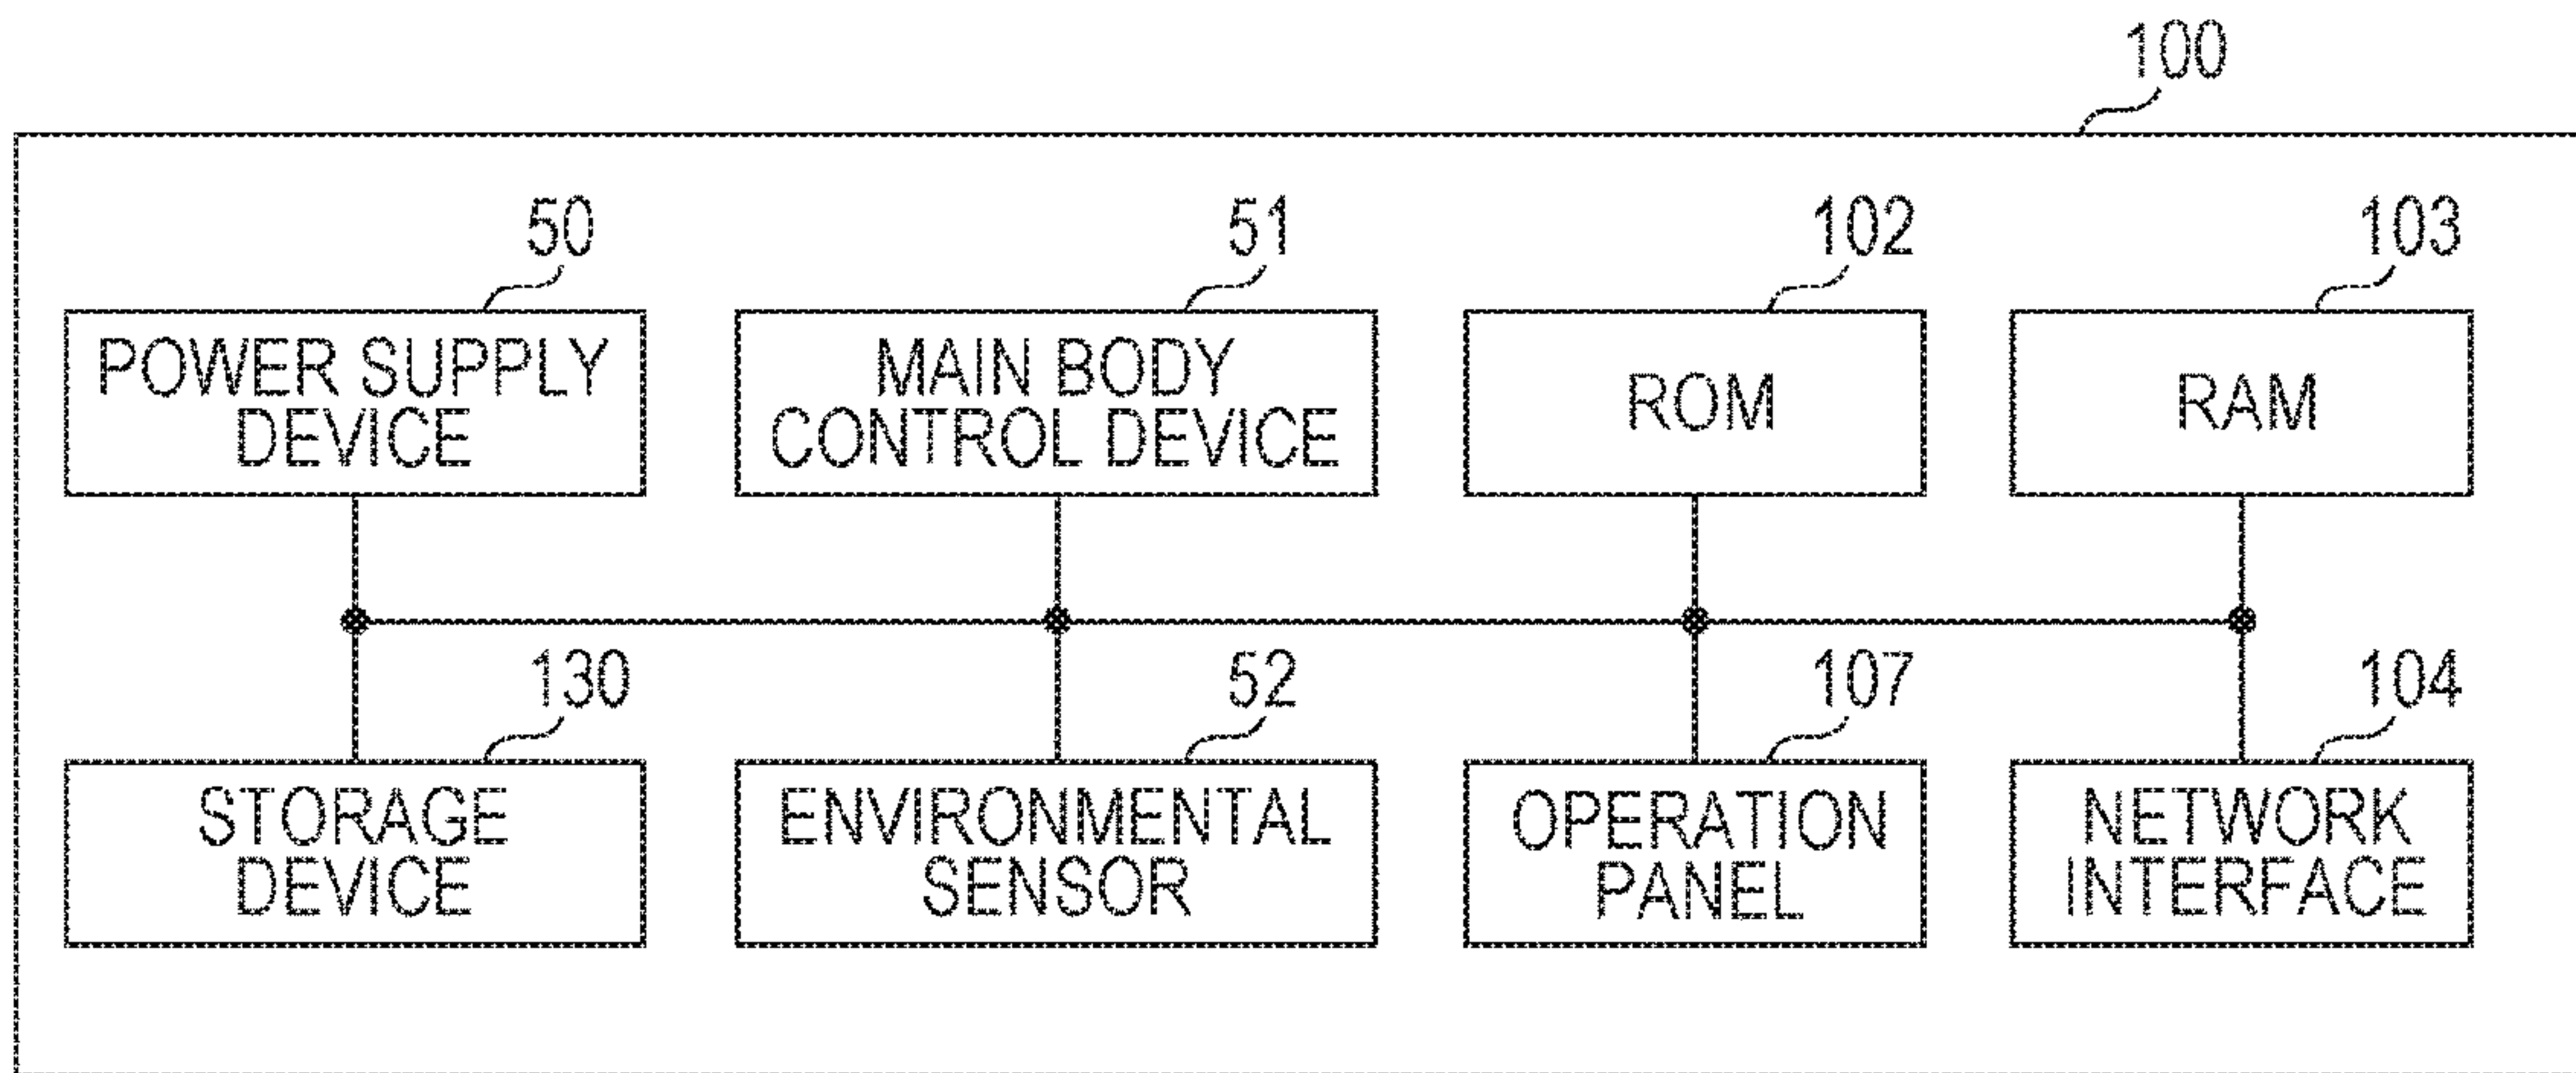 100
50
POWER SUPPLY
DEVICE
51
MAIN BODY
CONTROL DEVICE
102
ROM
103
RAM
130
STORAGE
DEVICE
52
ENVIRONMENTAL
SENSOR
107
OPERATION
PANEL
104
NETWORK
INTERFACE